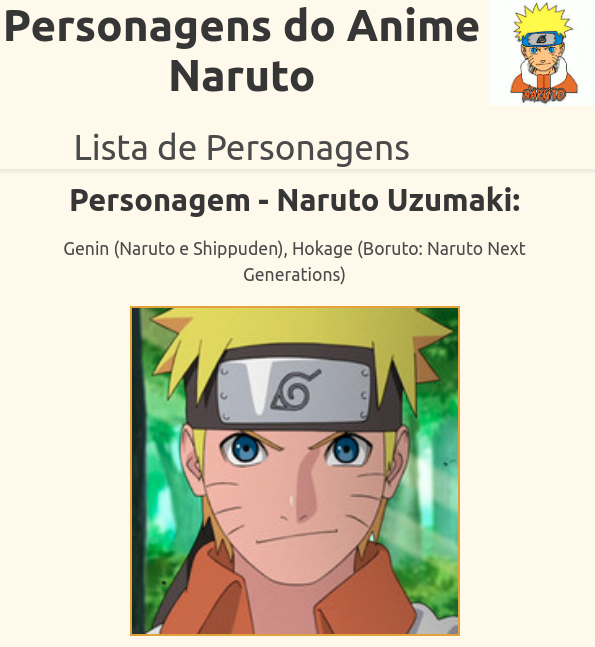 Personagens do Anime
Naruto
NARUTO
Lista de Personagens
Personagem - Naruto Uzumaki:
Genin (Naruto e Shippuden), Hokage (Boruto: Naruto Next
Generations)